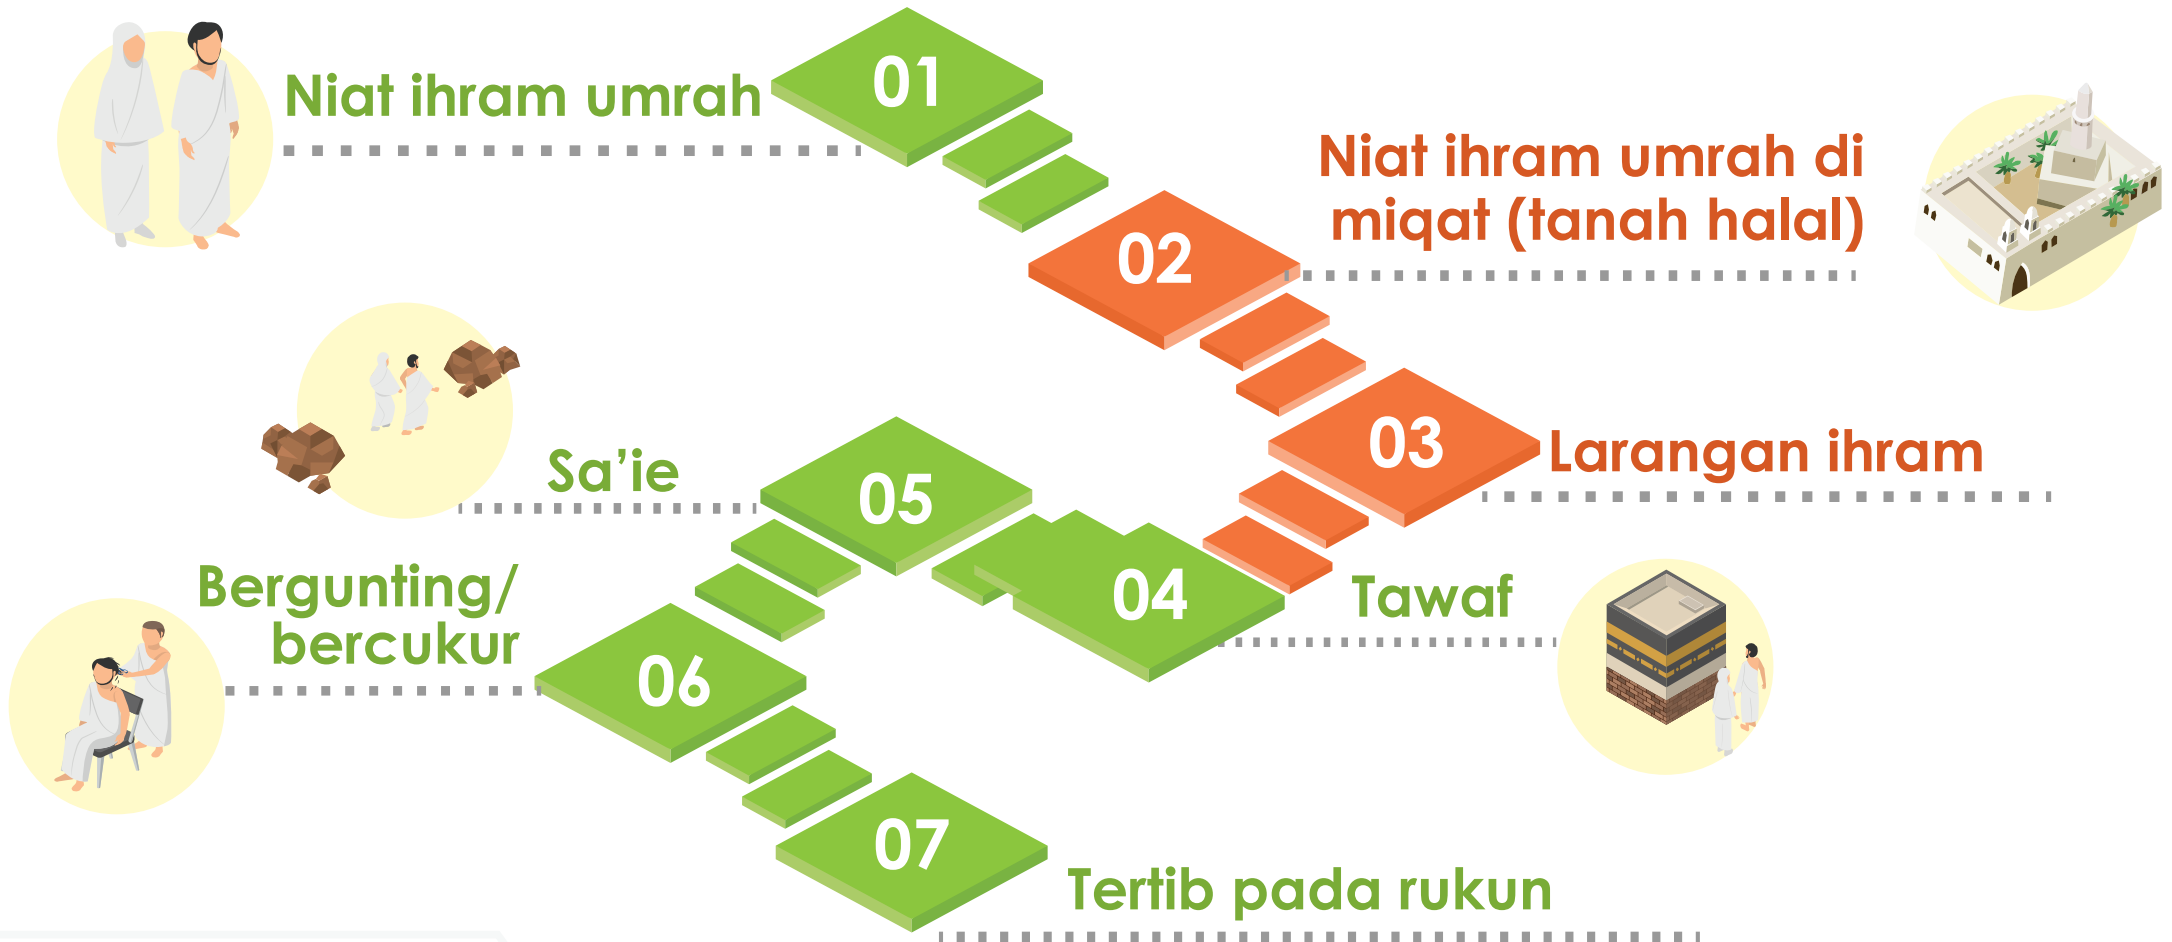 01
Niat ihram umrah
02
Niat ihram umrah di
miqat (tanah halal)
03
Larangan ihram
04
Tawaf
05
Sa’ie
06
Bergunting/
bercukur
07
Tertib pada rukun